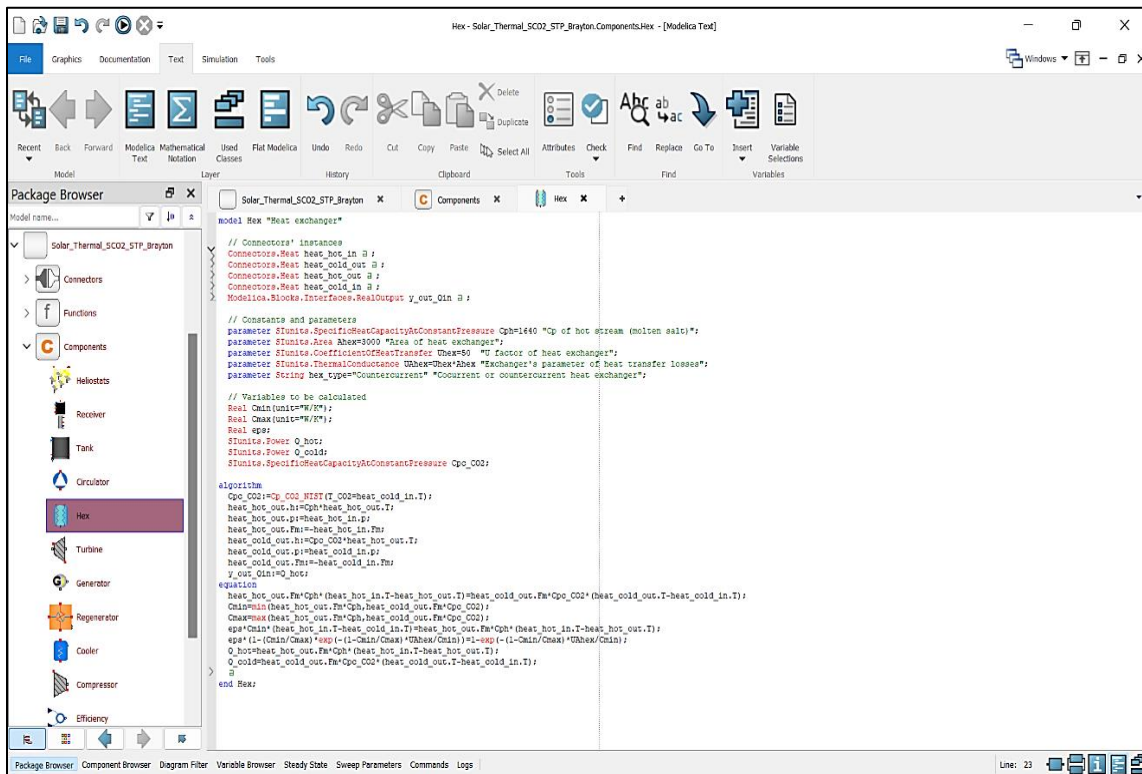 Hex - Solar_Thermal_SCO2_STP_Brayton.Components.Hex - [Modelica Text]
File Graphics Documentation Text Simulation Tools Windows
Recent Back Forward Modelica Text Mathematical Notation Used Classes Flat Modelica Undo Redo Cut Copy Paste Delete Duplicate Select All Attributes Check Find Replace Go To Insert Variable Selections
Model Layer History Clipboard Tools Find Variables
Package Browser
Model name...
Solar_Thermal_SCO2_STP_Brayton
Connectors
Functions
Components
Heliostats
Receiver
Tank
Circulator
Hex
Turbine
Generator
Regenerator
Cooler
Compressor
Efficiency
Solar_Thermal_SCO2_STP_Brayton Components Hex
model Hex "Heat exchanger"
// Connectors' instances
Connectors.Heat heat_hot_in a ;
Connectors.Heat heat_cold_out a ;
Connectors.Heat heat_hot_out a ;
Connectors.Heat heat_cold_in a ;
Modelica.Blocks.Interfaces.RealOutput y_out_Qin a ;
// Constants and parameters
parameter SIunits.SpecificHeatCapacityAtConstantPressure Cph=1640 "Cp of hot stream (molten salt)";
parameter SIunits.Area Ahex=3000 "Area of heat exchanger";
parameter SIunits.CoefficientOfHeatTransfer Uhex=50 "U factor of heat exchanger";
parameter SIunits.ThermalConductance UAhex=Uhex*Ahex "Exchanger's parameter of heat transfer losses";
parameter String hex_type="Countercurrent" "Cocurrent or countercurrent heat exchanger";
// Variables to be calculated
Real Cmin(unit="W/K");
Real Cmax(unit="W/K");
Real eps;
SIunits.Power Q_hot;
SIunits.Power Q_cold;
SIunits.SpecificHeatCapacityAtConstantPressure Cpc_CO2;
algorithm
Cpc_CO2:=Cp_CO2_NIST(T_CO2=heat_cold_in.T);
heat_hot_out.h:=Cph*heat_hot_out.T;
heat_hot_out.p:=heat_hot_in.p;
heat_hot_out.Fm:=-heat_hot_in.Fm;
heat_cold_out.h:=Cpc_CO2*heat_hot_out.T;
heat_cold_out.p:=heat_cold_in.p;
heat_cold_out.Fm:=-heat_cold_in.Fm;
y_out_Qin:=Q_hot;
equation
heat_hot_out.Fm*Cph*(heat_hot_in.T-heat_hot_out.T)=heat_cold_out.Fm*Cpc_CO2*(heat_cold_out.T-heat_cold_in.T);
Cmin=min(heat_hot_out.Fm*Cph,heat_cold_out.Fm*Cpc_CO2);
Cmax=max(heat_hot_out.Fm*Cph,heat_cold_out.Fm*Cpc_CO2);
eps*Cmin*(heat_hot_in.T-heat_cold_in.T)=heat_hot_out.Fm*Cph*(heat_hot_in.T-heat_hot_out.T);
eps*(1-(Cmin/Cmax)*exp(-(1-Cmin/Cmax)*UAhex/Cmin))=1-exp(-(1-Cmin/Cmax)*UAhex/Cmin);
Q_hot=heat_hot_out.Fm*Cph*(heat_hot_in.T-heat_hot_out.T);
Q_cold=heat_cold_out.Fm*Cpc_CO2*(heat_cold_out.T-heat_cold_in.T);
a
end Hex;
Package Browser Component Browser Diagram Filter Variable Browser Steady State Sweep Parameters Commands Logs Line: 23